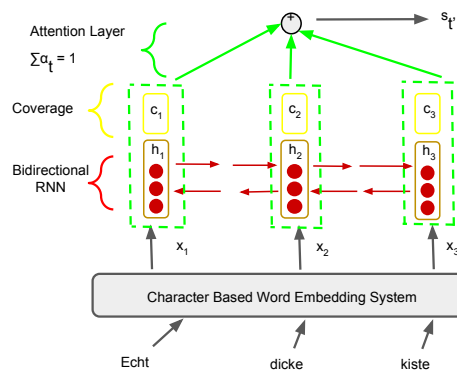 Attention Layer
∑α_t = 1
+
s_t'
Coverage
c_1
c_2
c_3
Bidirectional
RNN
h_1
h_2
h_3
x_1
x_2
x_3
Character Based Word Embedding System
Echt
dicke
kiste